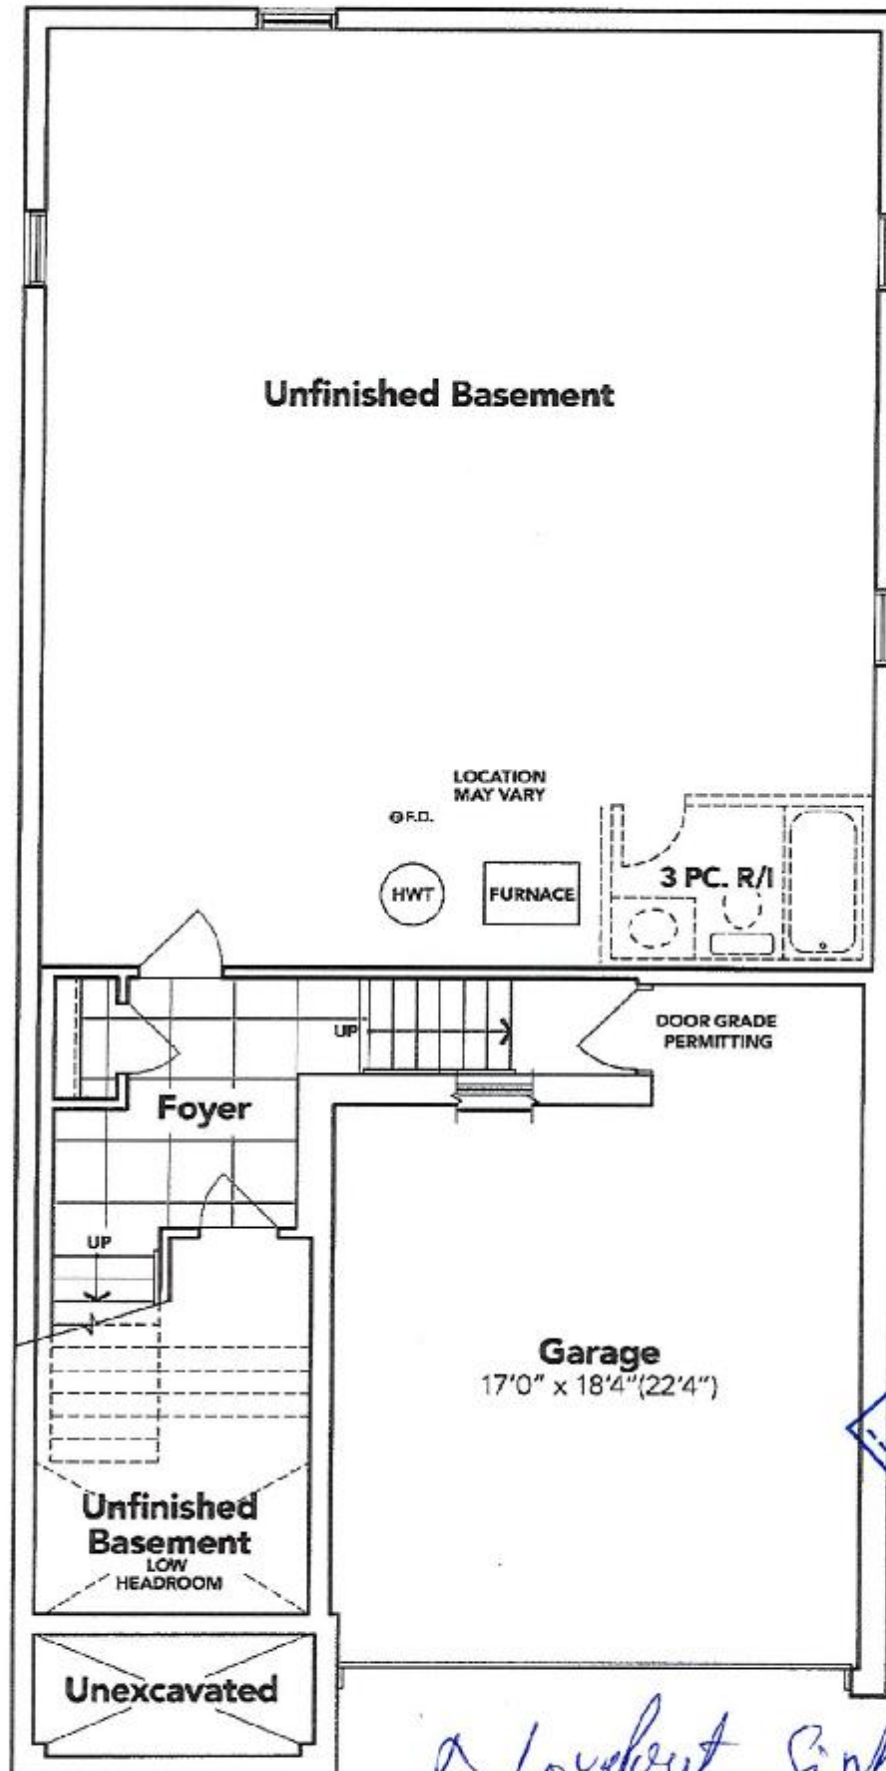 Unfinished Basement
LOCATION
MAY VARY
F.D.
HWT
FURNACE
3 PC. R/I
UP
DOOR GRADE
PERMITTING
Foyer
UP
Garage
17'0" x 18'4"(22'4")
Unfinished
Basement
LOW
HEADROOM
Unexcavated